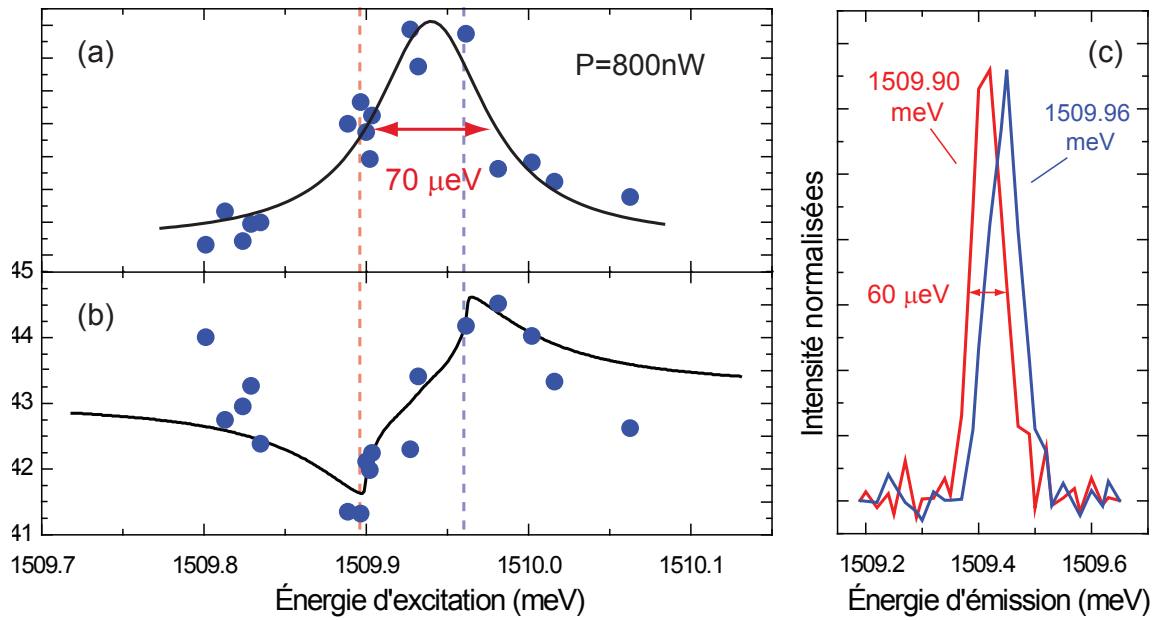 (a)
P=800nW
70 μeV
45
(b)
44
43
42
41
1509.7 1509.8 1509.9 1510.0 1510.1
Énergie d'excitation (meV)
(c)
1509.90
meV
1509.96
meV
60 μeV
Intensité normalisées
1509.2 1509.4 1509.6
Énergie d'émission (meV)